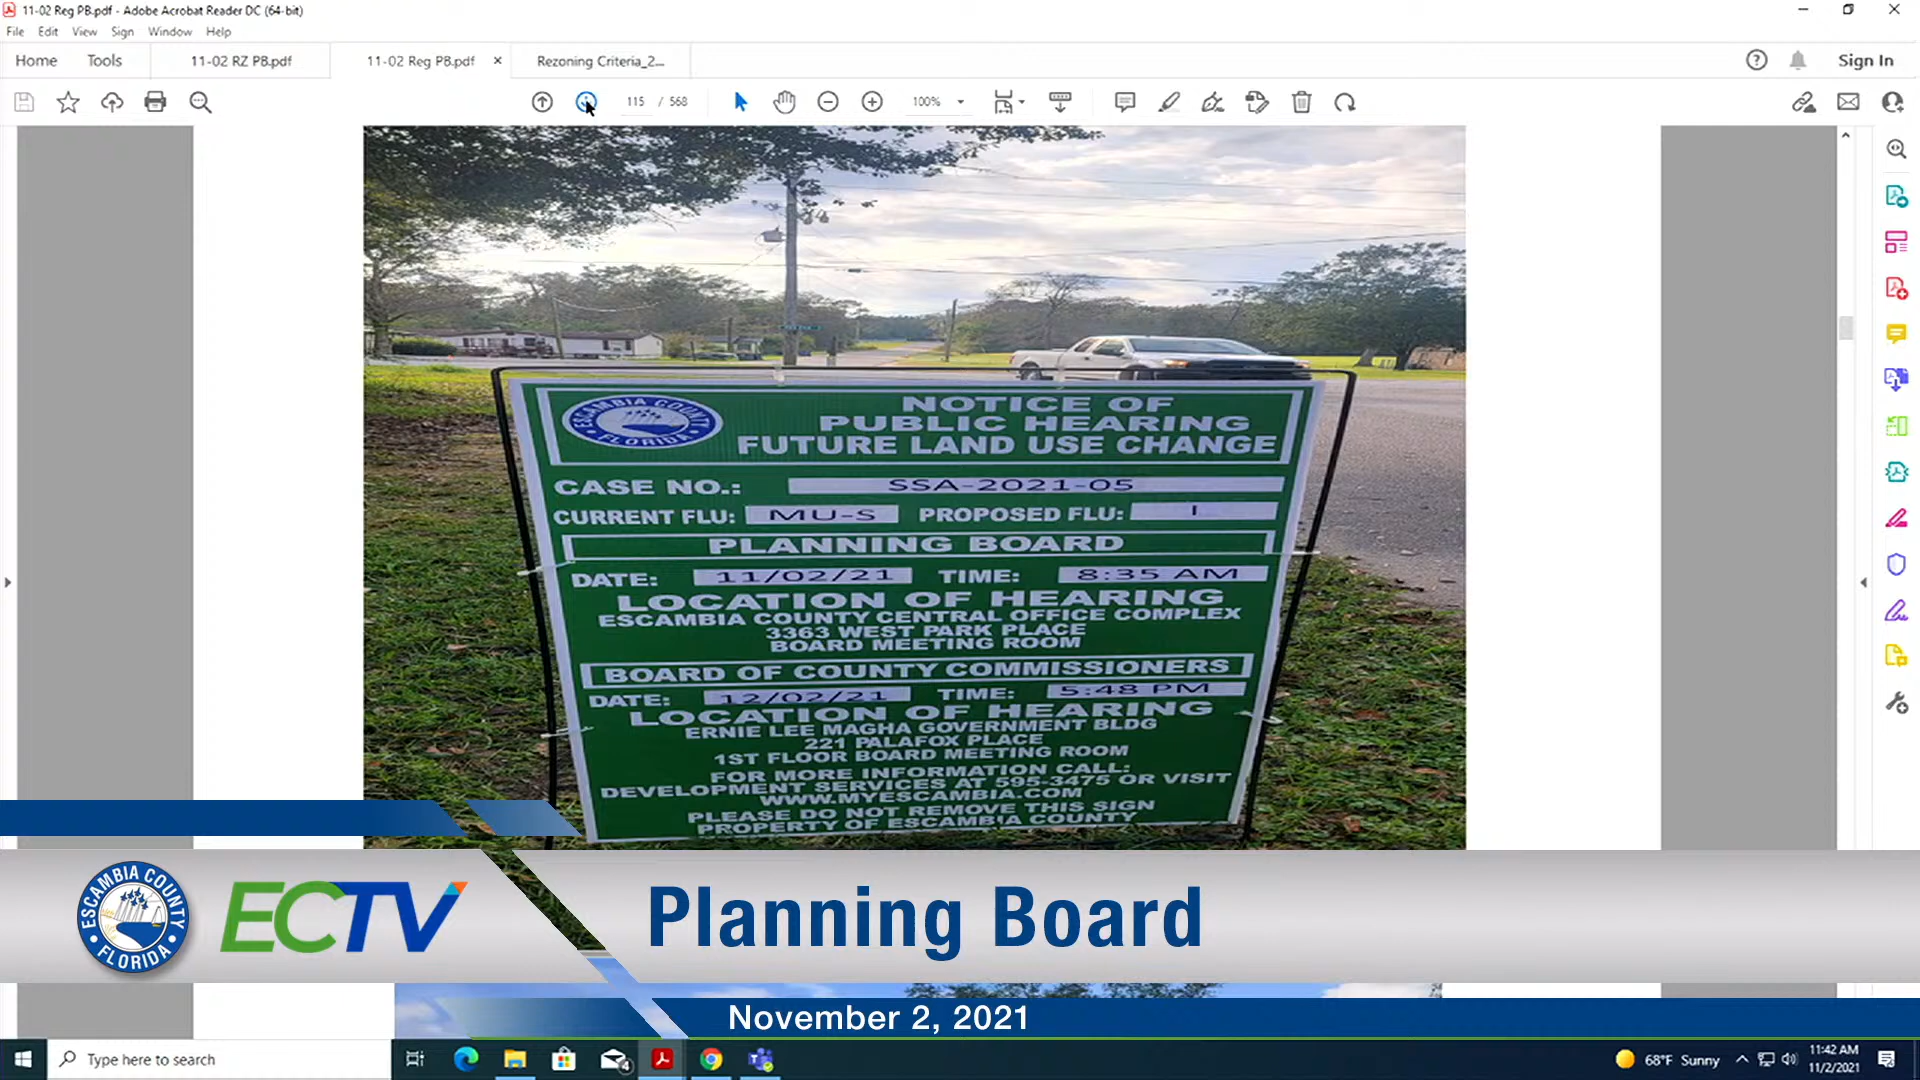 11-02 Reg PB.pdf - Adobe Acrobat Reader DC (64-bit)
File Edit View Sign Window Help
Home Tools 11-02 RZ PB.pdf 11-02 Reg PB.pdf × Rezoning Criteria_2... Sign In
115 / 568 100%
NOTICE OF
PUBLIC HEARING
FUTURE LAND USE CHANGE
ESCAMBIA COUNTY
FLORIDA
CASE NO.: SSA-2021-05
CURRENT FLU: MU-S PROPOSED FLU: I
PLANNING BOARD
DATE: 11/02/21 TIME: 8:35 AM
LOCATION OF HEARING
ESCAMBIA COUNTY CENTRAL OFFICE COMPLEX
3363 WEST PARK PLACE
BOARD MEETING ROOM
BOARD OF COUNTY COMMISSIONERS
DATE: 12/02/21 TIME: 5:48 PM
LOCATION OF HEARING
ERNIE LEE MAGHA GOVERNMENT BLDG
221 PALAFOX PLACE
1ST FLOOR BOARD MEETING ROOM
FOR MORE INFORMATION CALL:
DEVELOPMENT SERVICES AT 595-3475 OR VISIT
WWW.MYESCAMBIA.COM
PLEASE DO NOT REMOVE THIS SIGN
PROPERTY OF ESCAMBIA COUNTY
ESCAMBIA COUNTY
FLORIDA
ECTV
Planning Board
November 2, 2021
Type here to search
4
68°F Sunny
11:42 AM
11/2/2021